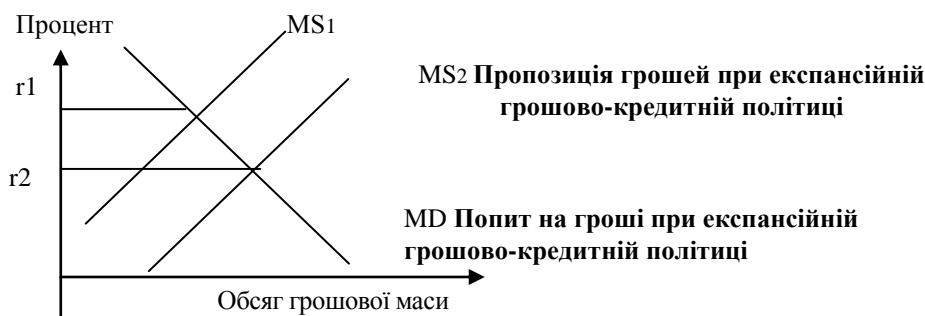 Процент
MS1
r1
MS2 Пропозиція грошей при експансійній
грошово-кредитній політиці
r2
MD Попит на гроші при експансійній
грошово-кредитній політиці
Обсяг грошової маси